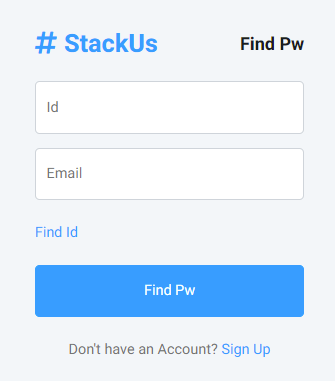 # StackUs Find Pw
Id
Email
Find Id
Find Pw
Don't have an Account? Sign Up